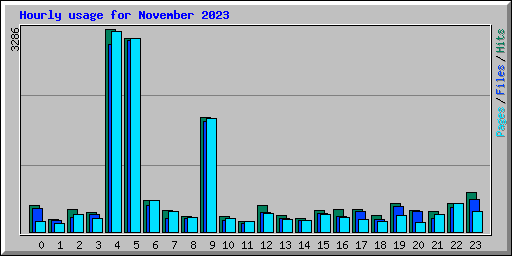 Hourly usage for November 2023
3286
Pages/Files/Hits
0 1 2 3 4 5 6 7 8 9 10 11 12 13 14 15 16 17 18 19 20 21 22 23